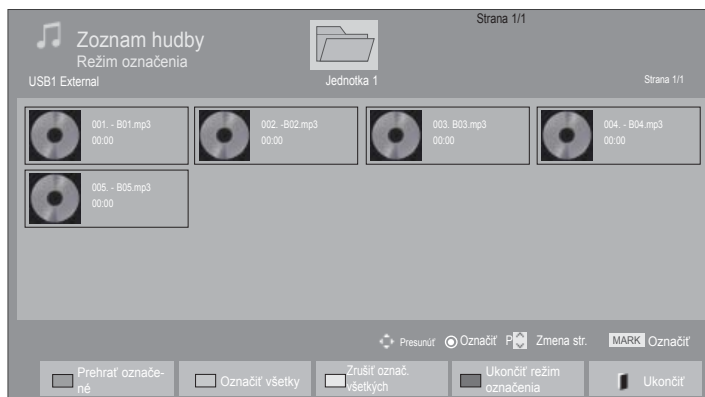 Strana 1/1
Zoznam hudby
Režim označenia
USB1 External
Jednotka 1
Strana 1/1
001. - B01.mp3
00:00
002. -B02.mp3
00:00
003. B03.mp3
00:00
004. - B04.mp3
00:00
005. - B05.mp3
00:00
Presunúť
Označiť
P
Zmena str.
MARK Označiť
Prehrať označe-
né
Označiť všetky
Zrušiť označ.
všetkých
Ukončiť režim
označenia
Ukončiť